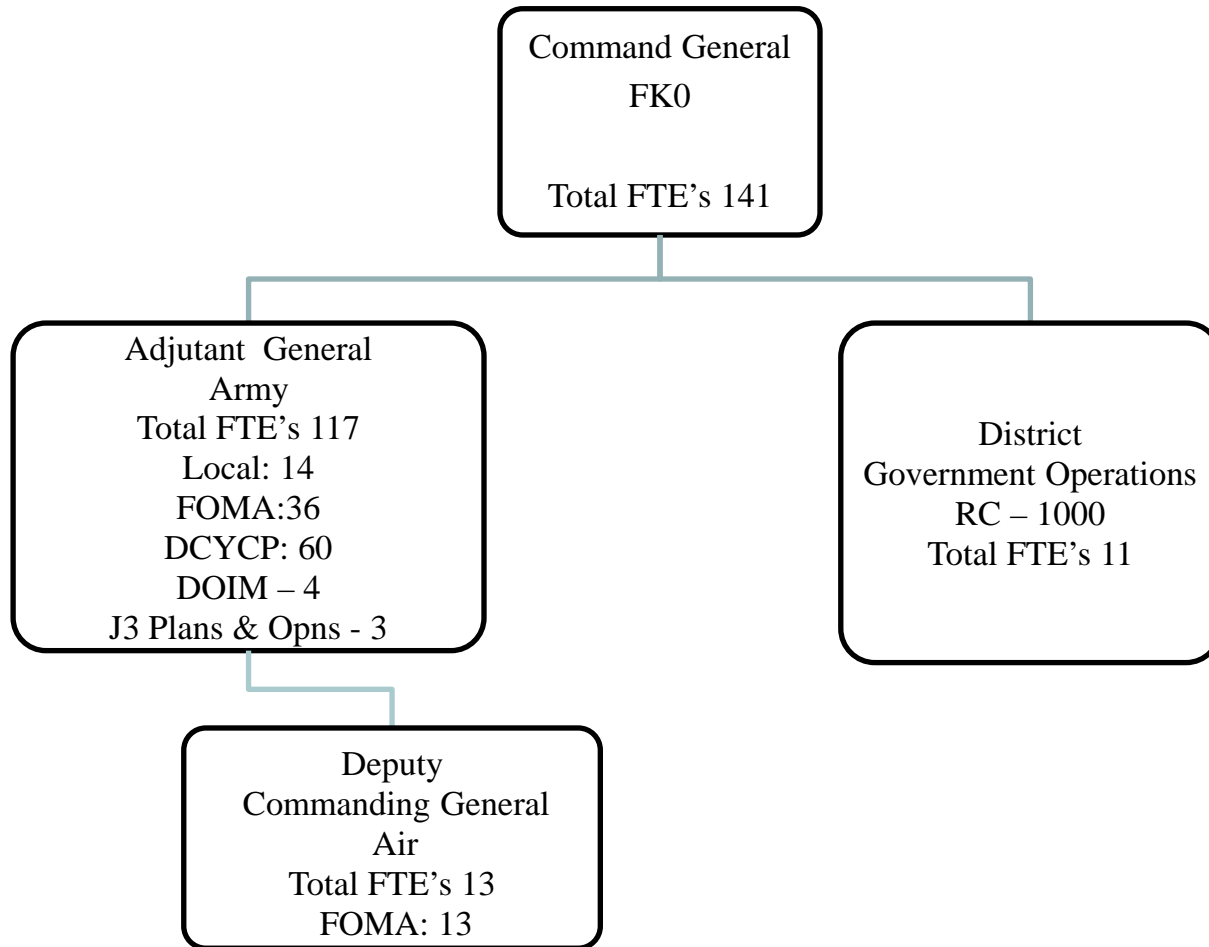 Command General
FK0
Total FTE’s 141
Adjutant General
Army
Total FTE’s 117
Local: 14
FOMA:36
DCYCP: 60
DOIM – 4
J3 Plans & Opns - 3
District
Government Operations
RC – 1000
Total FTE’s 11
Deputy
Commanding General
Air
Total FTE’s 13
FOMA: 13